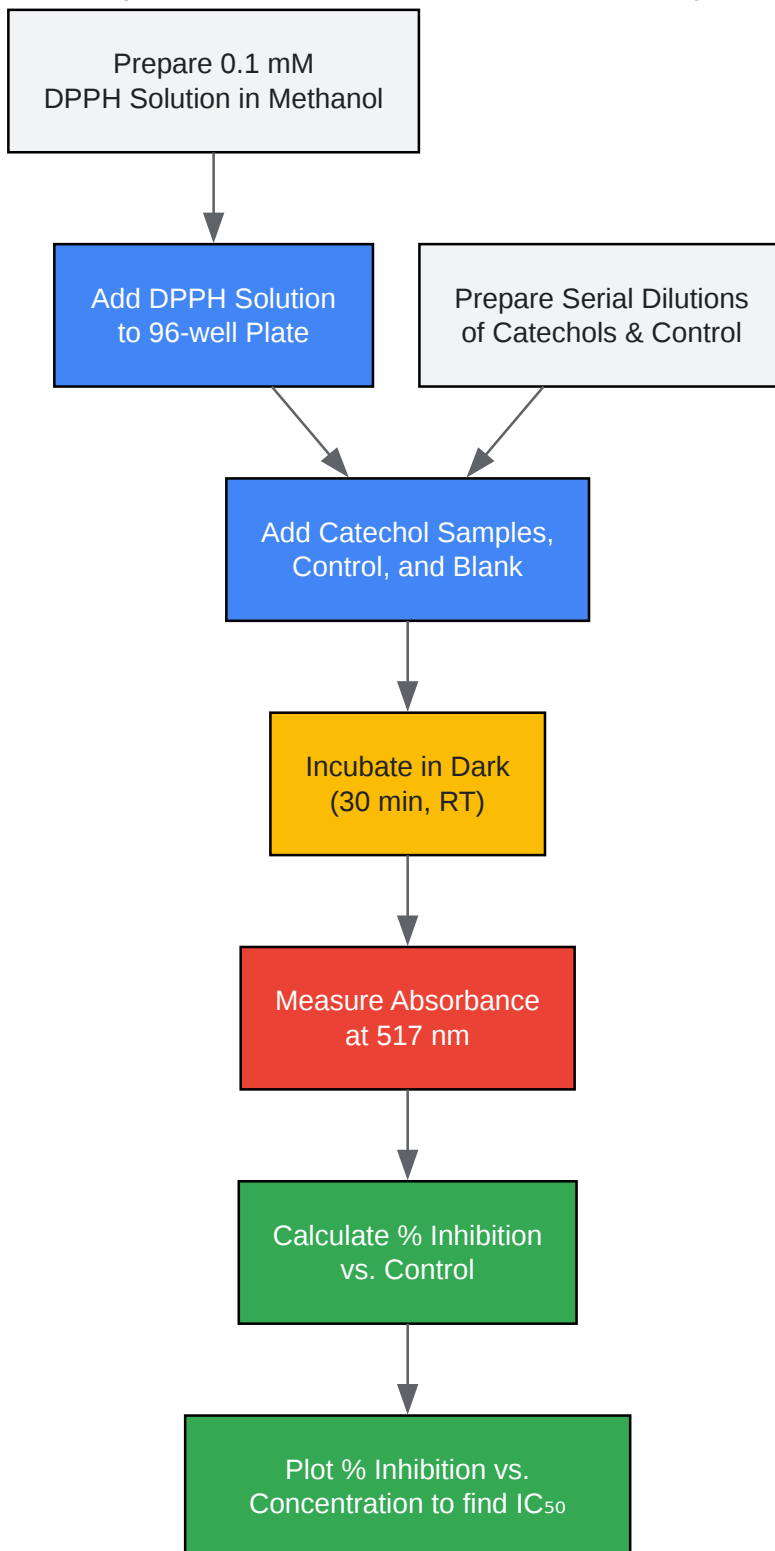 Prepare 0.1 mM
DPPH Solution in Methanol
Add DPPH Solution
to 96-well Plate
Prepare Serial Dilutions
of Catechols & Control
Add Catechol Samples,
Control, and Blank
Incubate in Dark
(30 min, RT)
Measure Absorbance
at 517 nm
Calculate % Inhibition
vs. Control
Plot % Inhibition vs.
Concentration to find IC₅₀